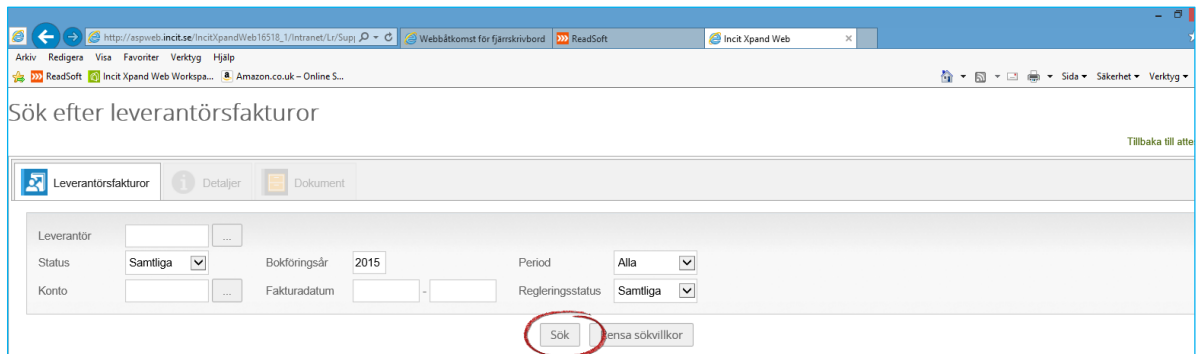 http://aspweb.incit.se/IncitXpandWeb16518_1/Intranet/Lr/Sup Webbåtkomst för fjärrskrivbord ReadSoft Incit Xpand Web
Arkiv Redigera Visa Favoriter Verktyg Hjälp
ReadSoft Incit Xpand Web Workspa... Amazon.co.uk – Online S... Sida Säkerhet Verktyg
Sök efter leverantörsfakturor
Tillbaka till atte
Leverantörsfakturor Detaljer Dokument
Leverantör ...
Status Samtliga Bokföringsår 2015 Period Alla
Konto ... Fakturadatum - Regleringsstatus Samtliga
Sök Rensa sökvillkor